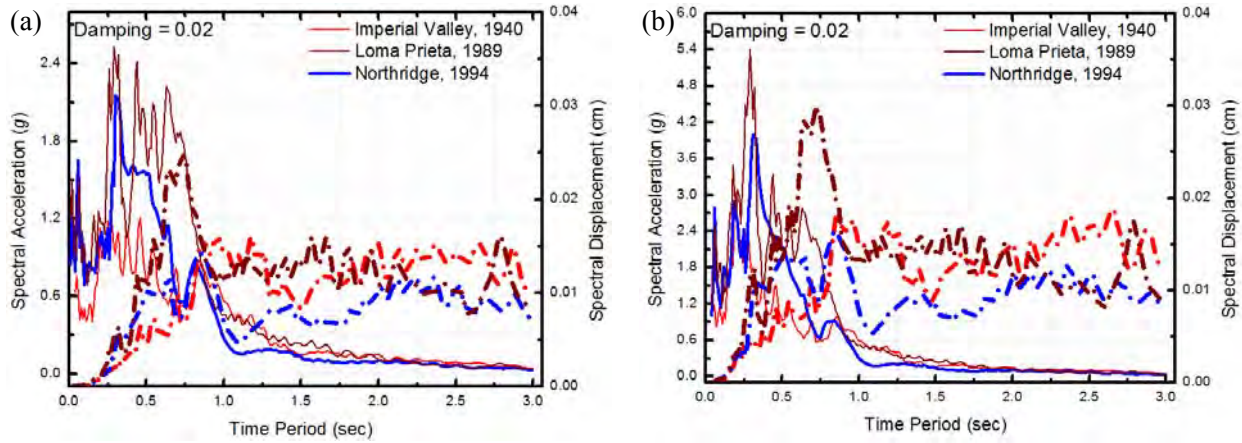 (a)
Damping = 0.02
Imperial Valley, 1940
Loma Prieta, 1989
Northridge, 1994
Spectral Acceleration (g)
2.4
1.8
1.2
0.6
0.0
0.04
0.03
0.02
0.01
0.00
Spectral Displacement (cm)
0.0 0.5 1.0 1.5 2.0 2.5 3.0
Time Period (sec)
(b)
Damping = 0.02
Imperial Valley, 1940
Loma Prieta, 1989
Northridge, 1994
Spectral Acceleration (g)
6.0
5.4
4.8
4.2
3.6
3.0
2.4
1.8
1.2
0.6
0.0
0.04
0.03
0.02
0.01
0.00
Spectral Displacement (cm)
0.0 0.5 1.0 1.5 2.0 2.5 3.0
Time Period (sec)